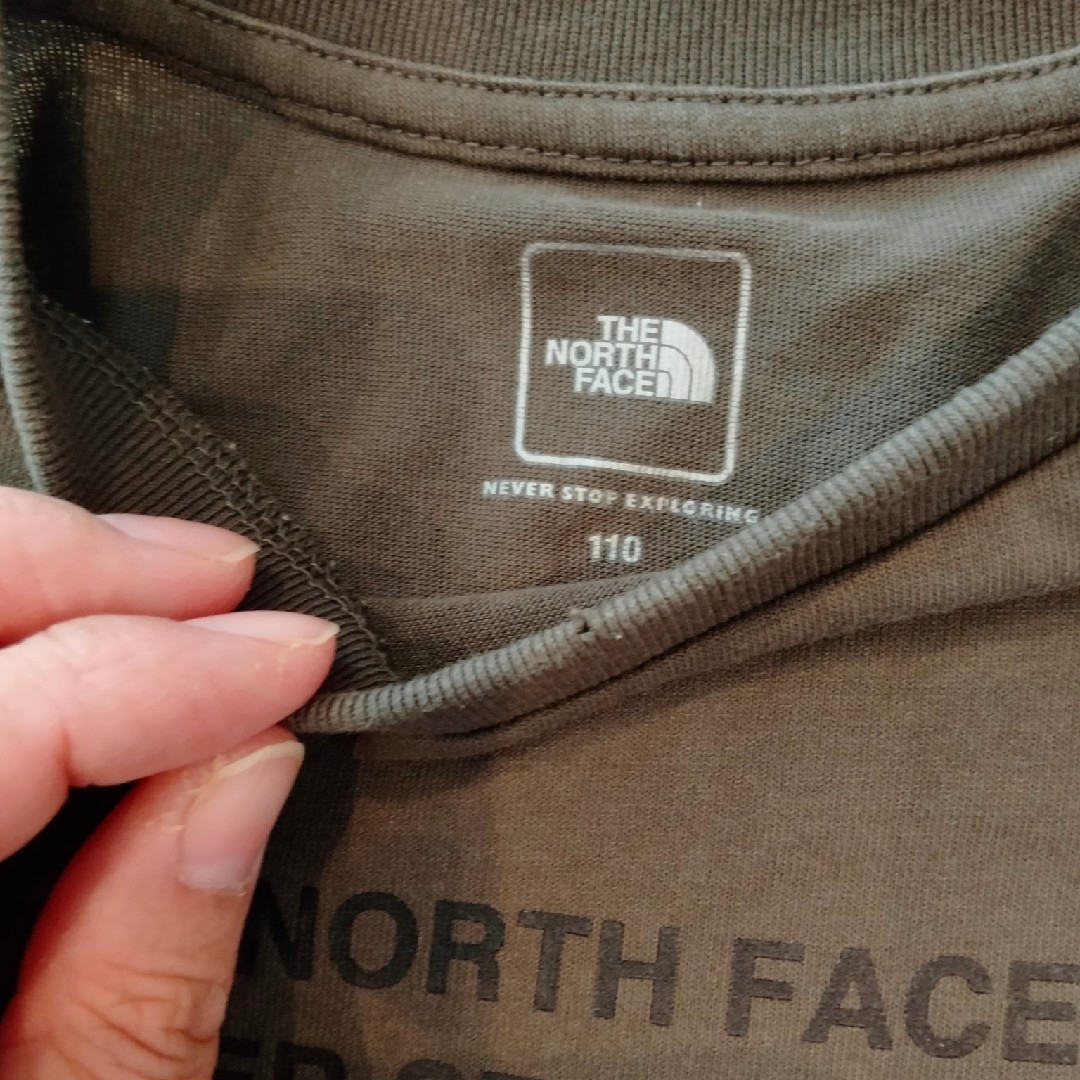 THE
NORTH
FACE
NEVER STOP EXPLORING
110
NORTH FACE